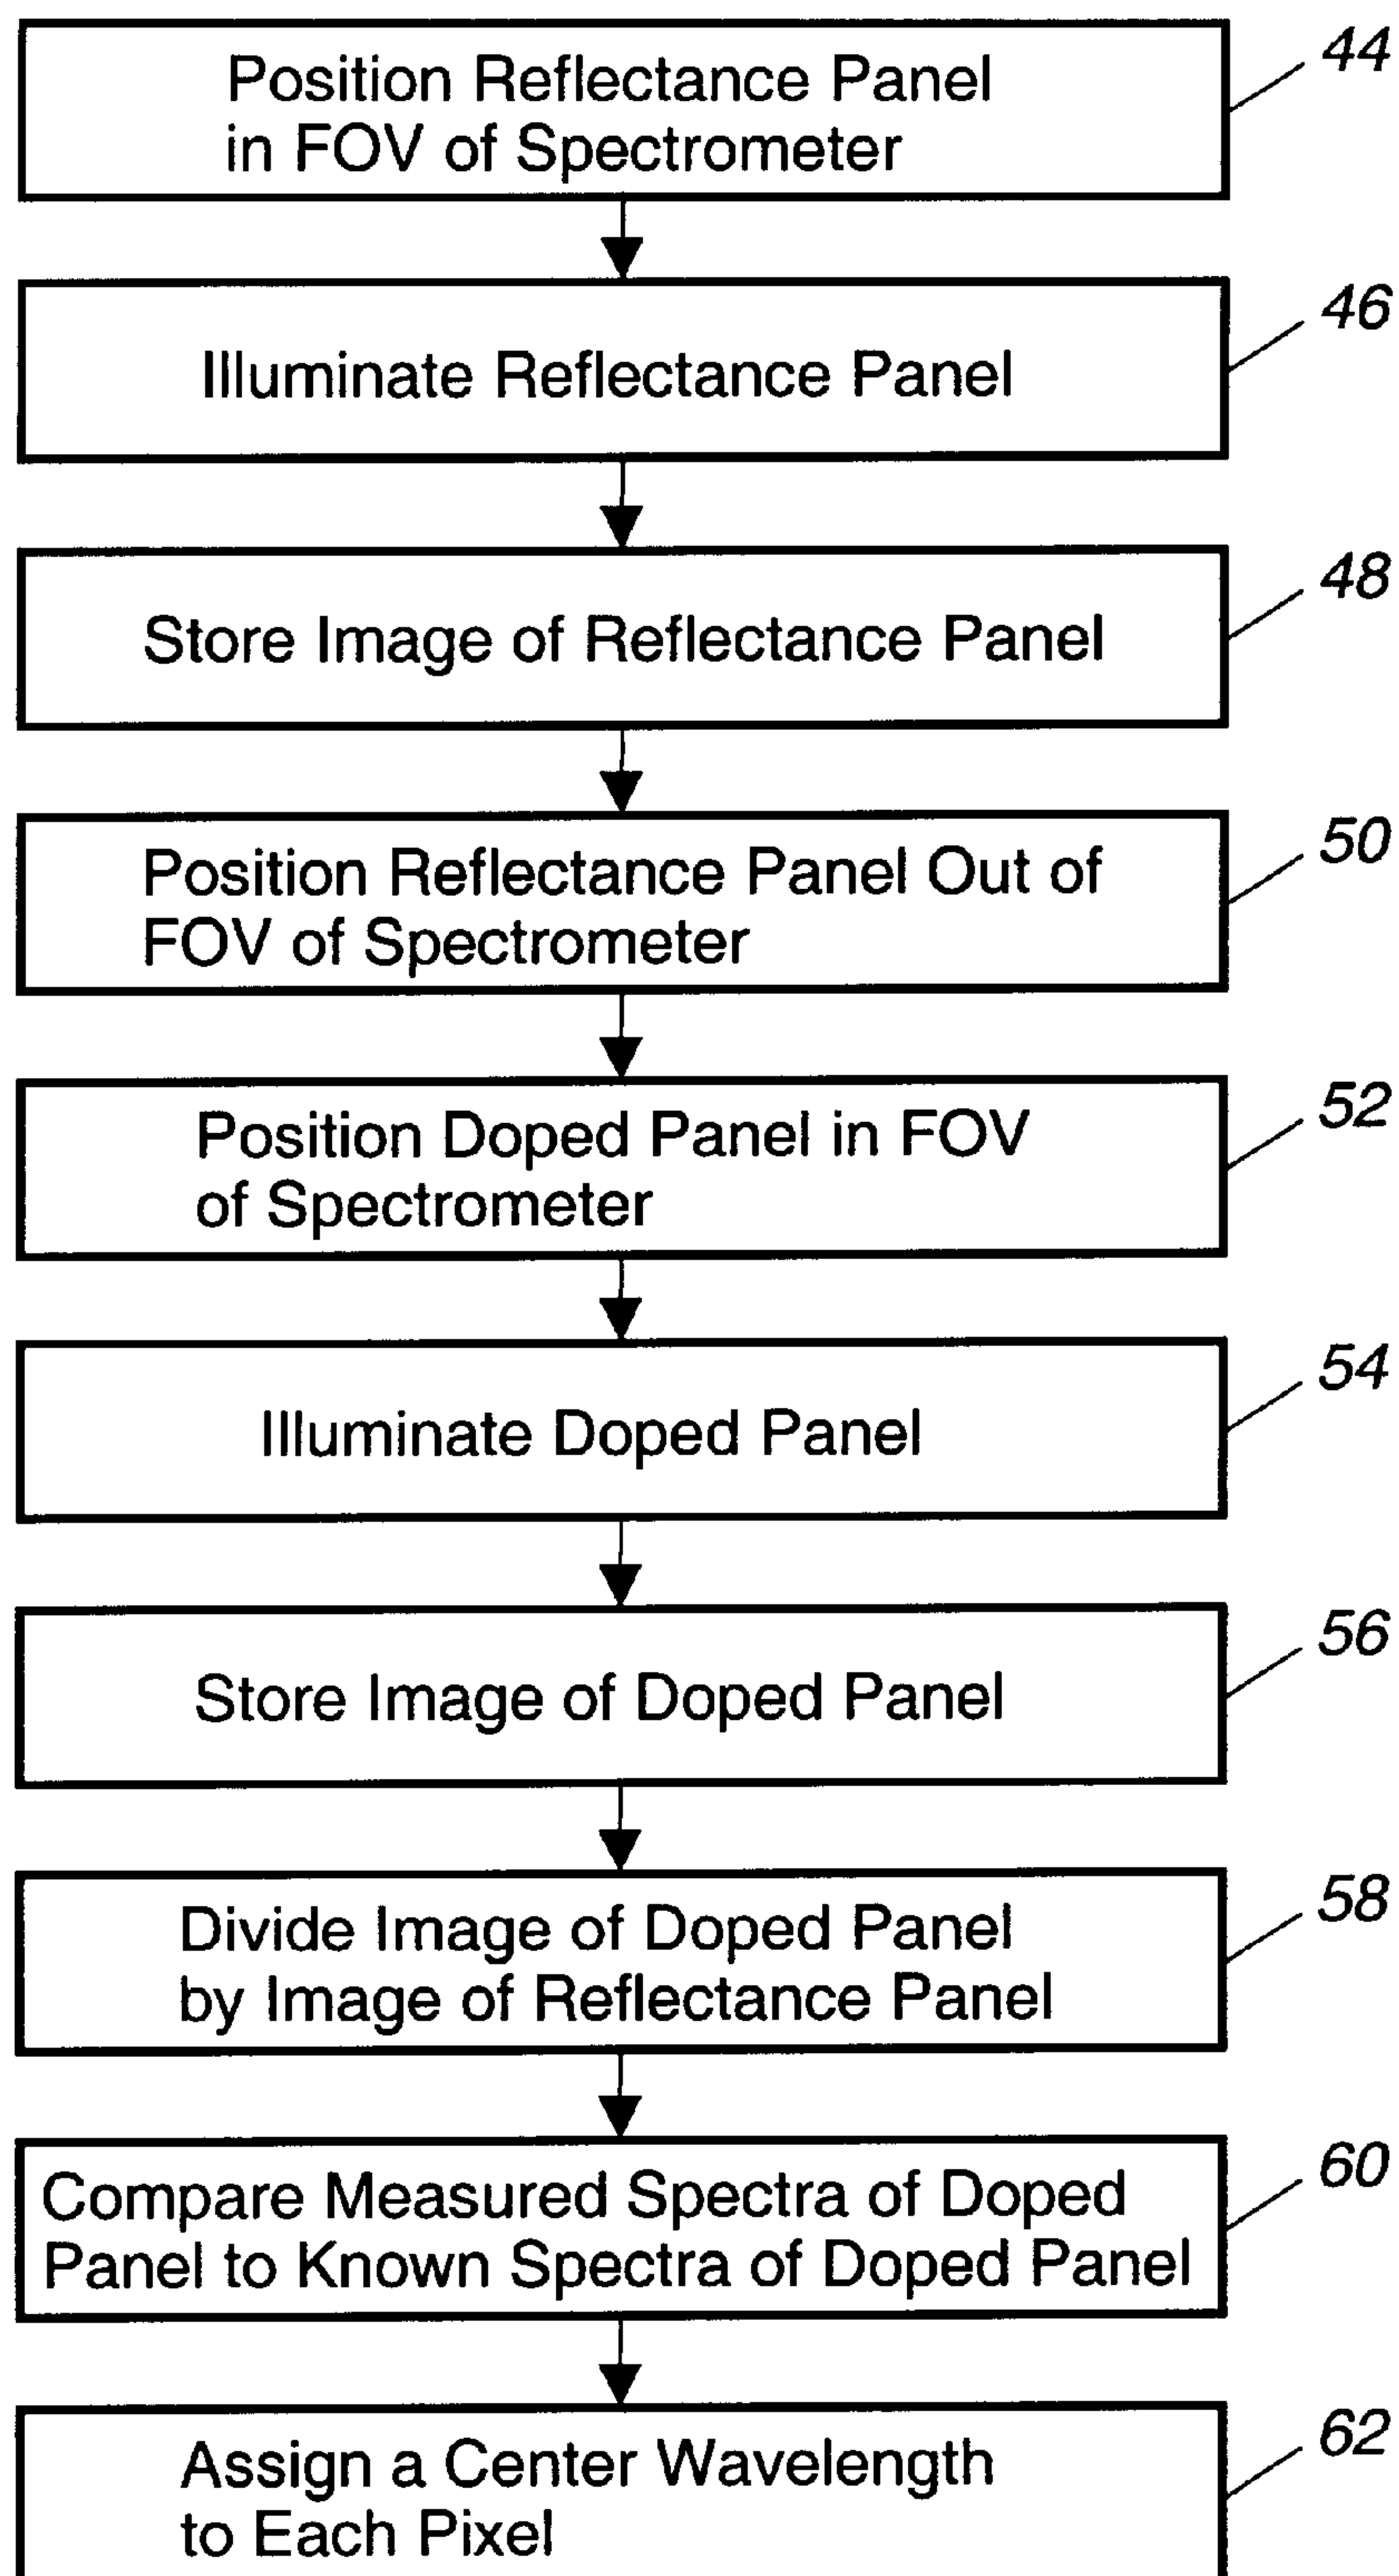 Position Reflectance Panel
in FOV of Spectrometer
44
Illuminate Reflectance Panel
46
Store Image of Reflectance Panel
48
Position Reflectance Panel Out of
FOV of Spectrometer
50
Position Doped Panel in FOV
of Spectrometer
52
Illuminate Doped Panel
54
Store Image of Doped Panel
56
Divide Image of Doped Panel
by Image of Reflectance Panel
58
Compare Measured Spectra of Doped
Panel to Known Spectra of Doped Panel
60
Assign a Center Wavelength
to Each Pixel
62